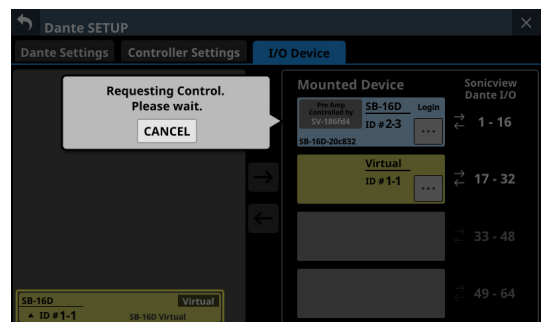 Dante SETUP
Dante Settings
Controller Settings
I/O Device
Requesting Control.
Please wait.
CANCEL
Mounted Device
Sonicview
Dante I/O
Pre Amp
Controlled by
SV-186fd4
SB-16D
ID #2-3
Login
...
SB-16D-20c832
1 - 16
Virtual
ID #1-1
...
17 - 32
33 - 48
49 - 64
SB-16D
Virtual
ID #1-1
SB-16D Virtual